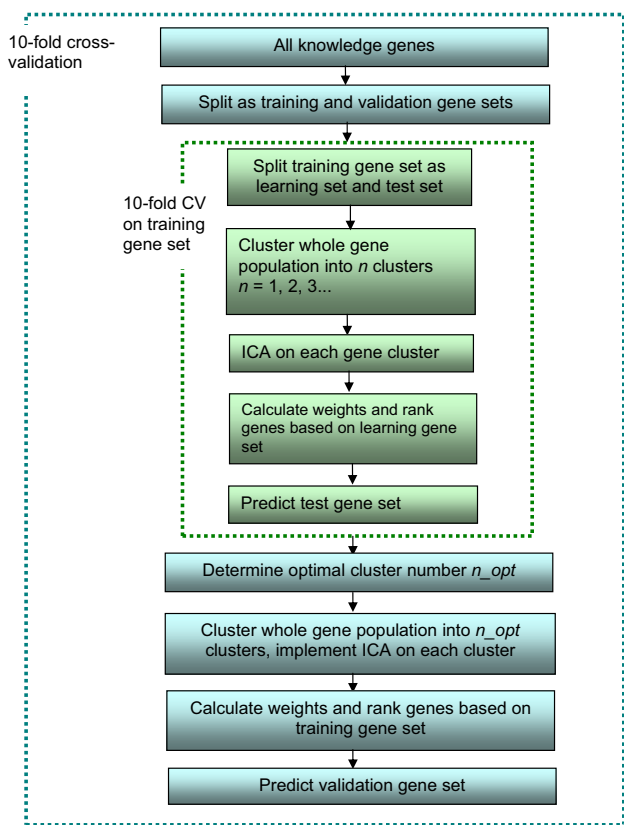 10-fold cross-
validation
All knowledge genes
Split as training and validation gene sets
10-fold CV
on training
gene set
Split training gene set as
learning set and test set
Cluster whole gene
population into n clusters
n = 1, 2, 3...
ICA on each gene cluster
Calculate weights and rank
genes based on learning gene
set
Predict test gene set
Determine optimal cluster number n_opt
Cluster whole gene population into n_opt
clusters, implement ICA on each cluster
Calculate weights and rank genes based on
training gene set
Predict validation gene set